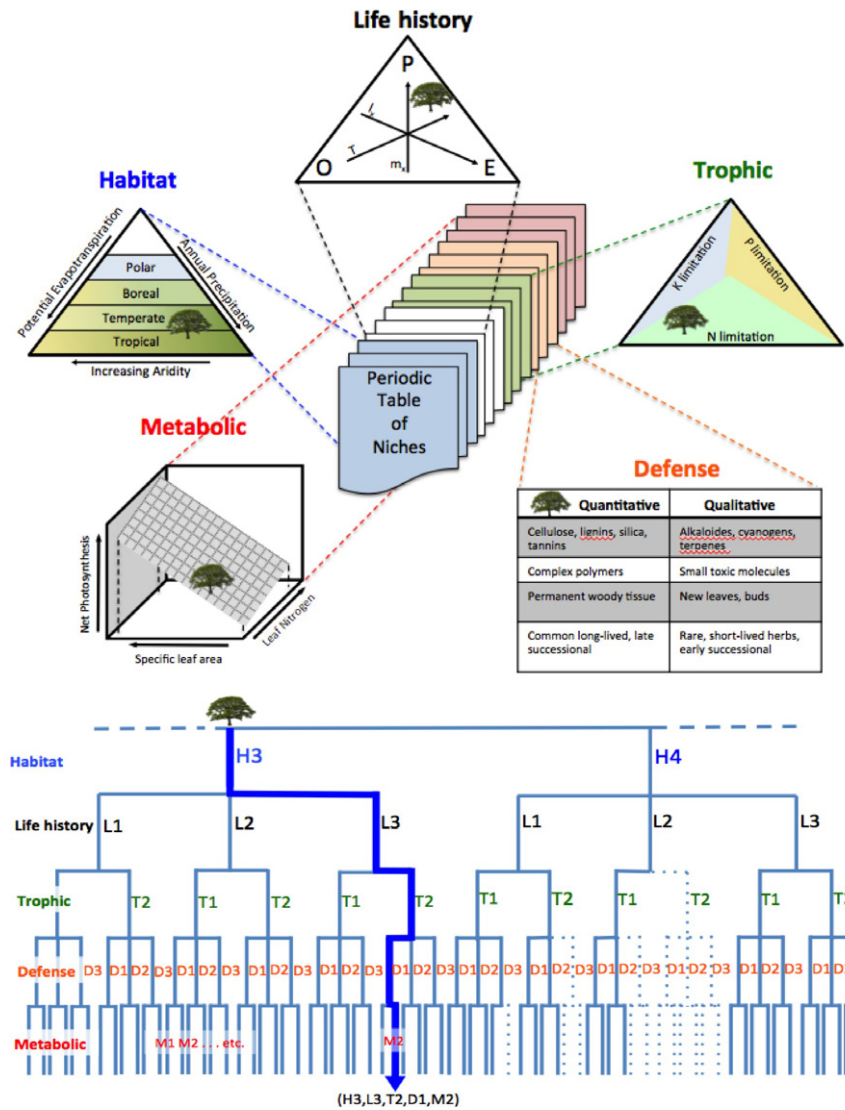 Life history
P
O
E
lx
T
mx
Habitat
Potential Evapotranspiration
Annual Precipitation
Polar
Boreal
Temperate
Tropical
Increasing Aridity
Trophic
K limitation
P limitation
N limitation
Periodic
Table
of
Niches
Metabolic
Net Photosynthesis
Specific leaf area
Leaf Nitrogen
Defense
Quantitative Qualitative
Cellulose, lignins, silica,
tannins
Alkaloides, cyanogens,
terpenes
Complex polymers
Small toxic molecules
Permanent woody tissue
New leaves, buds
Common long-lived, late
successional
Rare, short-lived herbs,
early successional
Habitat H3 H4
Life history L1 L2 L3 L1 L2 L3
Trophic T2 T1 T2 T1 T2 T1 T2 T1 T2 T1
Defense D3 D1 D2 D3 D1 D2 D3 D1 D2 D3 D1 D2 D3 D1 D2 D3 D1 D2 D3 D1 D2 D3 D1 D2 D3 D1 D2 D3 D1 D2 D3 D1 D2
Metabolic M1 M2 . . . etc. M2
(H3,L3,T2,D1,M2)